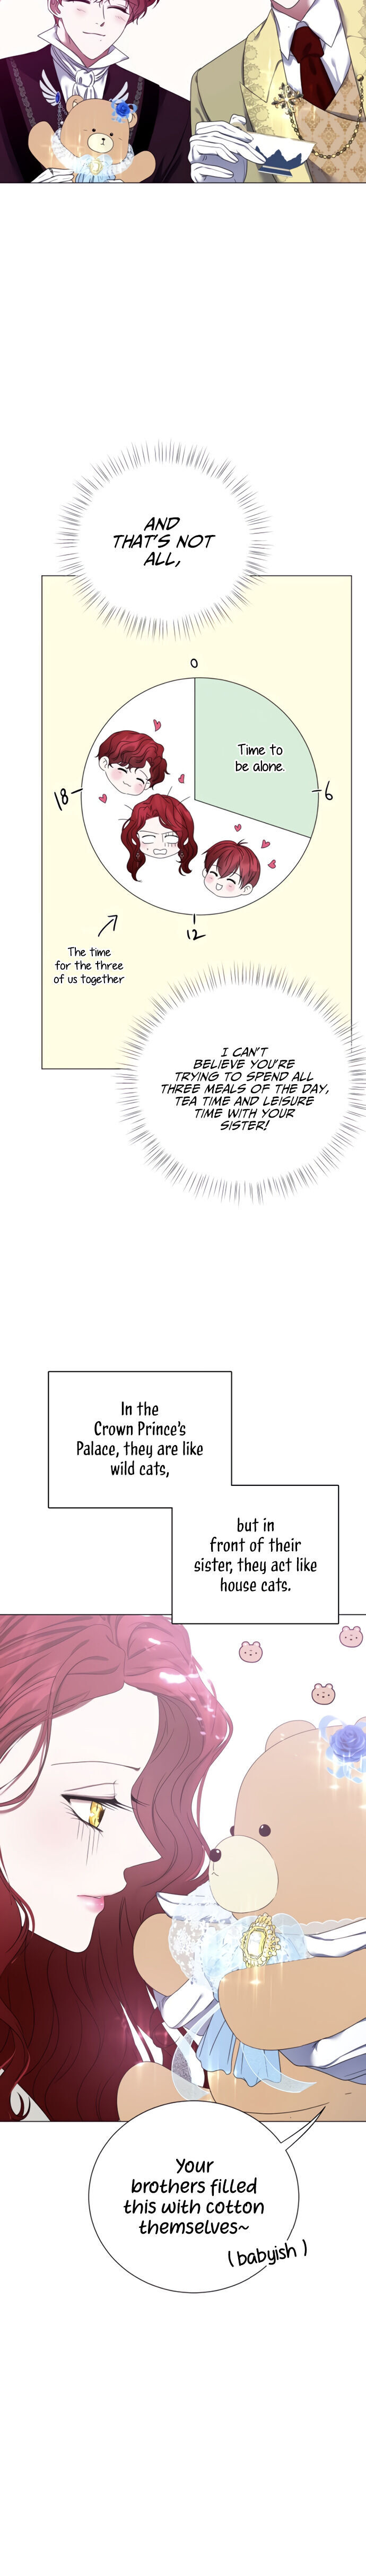 AND
THAT'S NOT
ALL,
0
Time to
be alone.
18
6
12
The time
for the three
of us together
I CAN'T
BELIEVE YOU'RE
TRYING TO SPEND ALL
THREE MEALS OF THE DAY,
TEA TIME AND LEISURE
TIME WITH YOUR
SISTER!
In the
Crown Prince's
Palace, they are like
wild cats,
but in
front of their
sister, they act like
house cats.
Your
brothers filled
this with cotton
themselves~
(babyish)